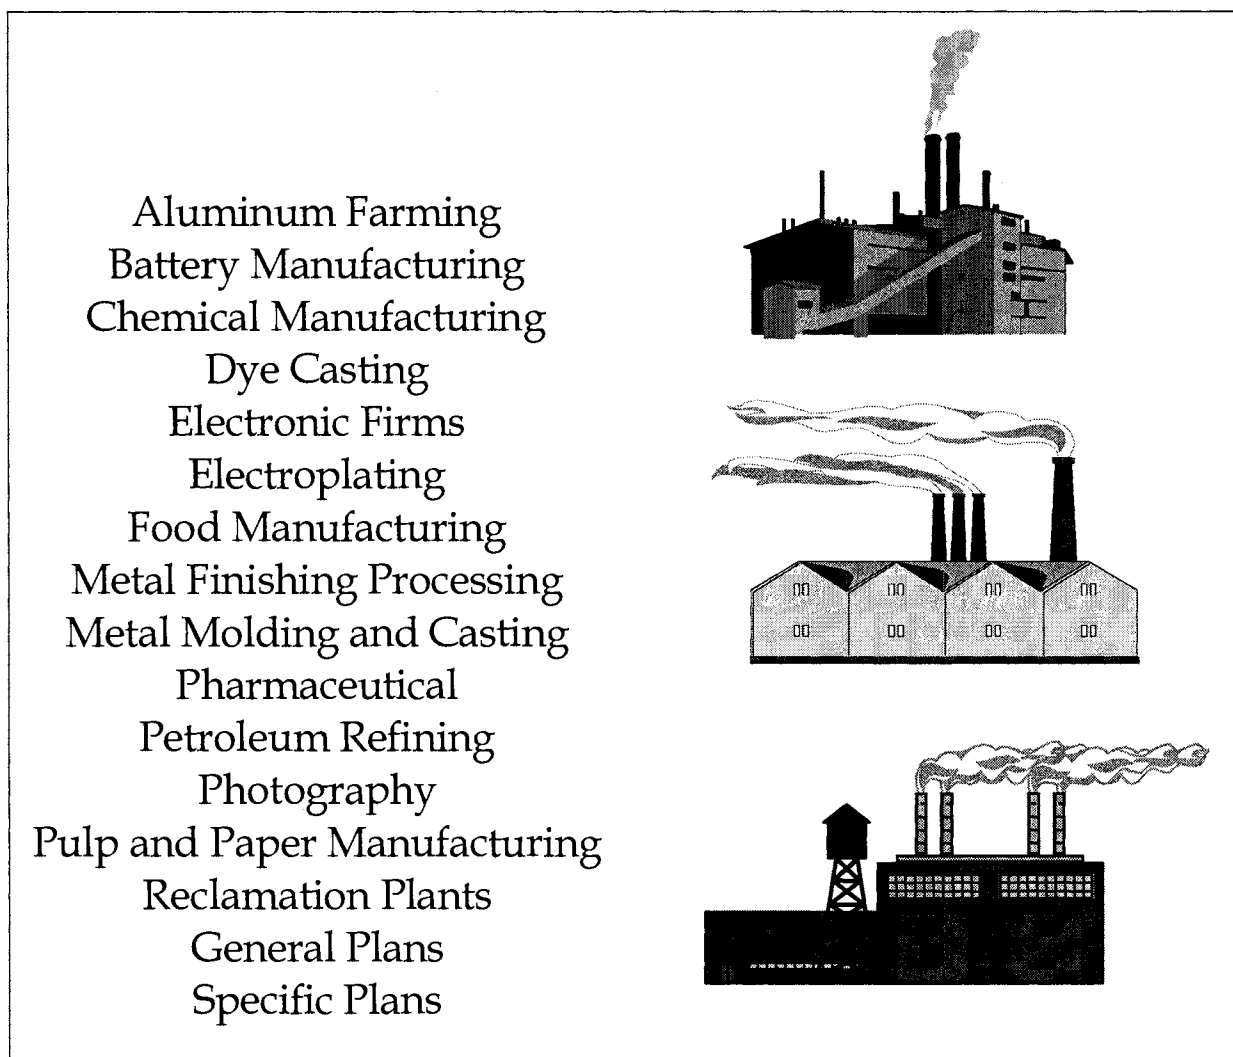 Aluminum Farming
Battery Manufacturing
Chemical Manufacturing
Dye Casting
Electronic Firms
Electroplating
Food Manufacturing
Metal Finishing Processing
Metal Molding and Casting
Pharmaceutical
Petroleum Refining
Photography
Pulp and Paper Manufacturing
Reclamation Plants
General Plans
Specific Plans